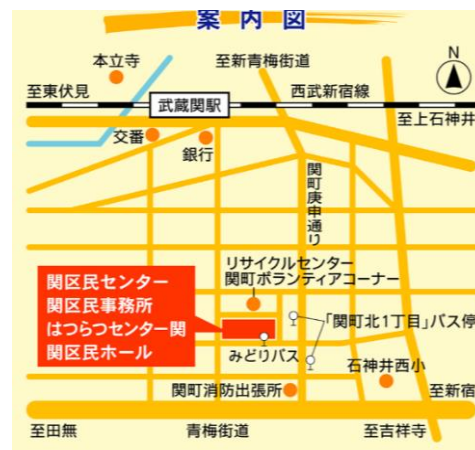 案内図
本立寺
至新青梅街道
N
至東伏見
西武新宿線
武蔵関駅
至上石神井
交番
銀行
関町庚申通り
リサイクルセンター
関町ボランティアコーナー
関区民センター
関区民事務所
はつらつセンター関
関区民ホール
「関町北1丁目」バス停
みどりバス
石神井西小
関町消防出張所
至新宿
至田無
青梅街道
至吉祥寺